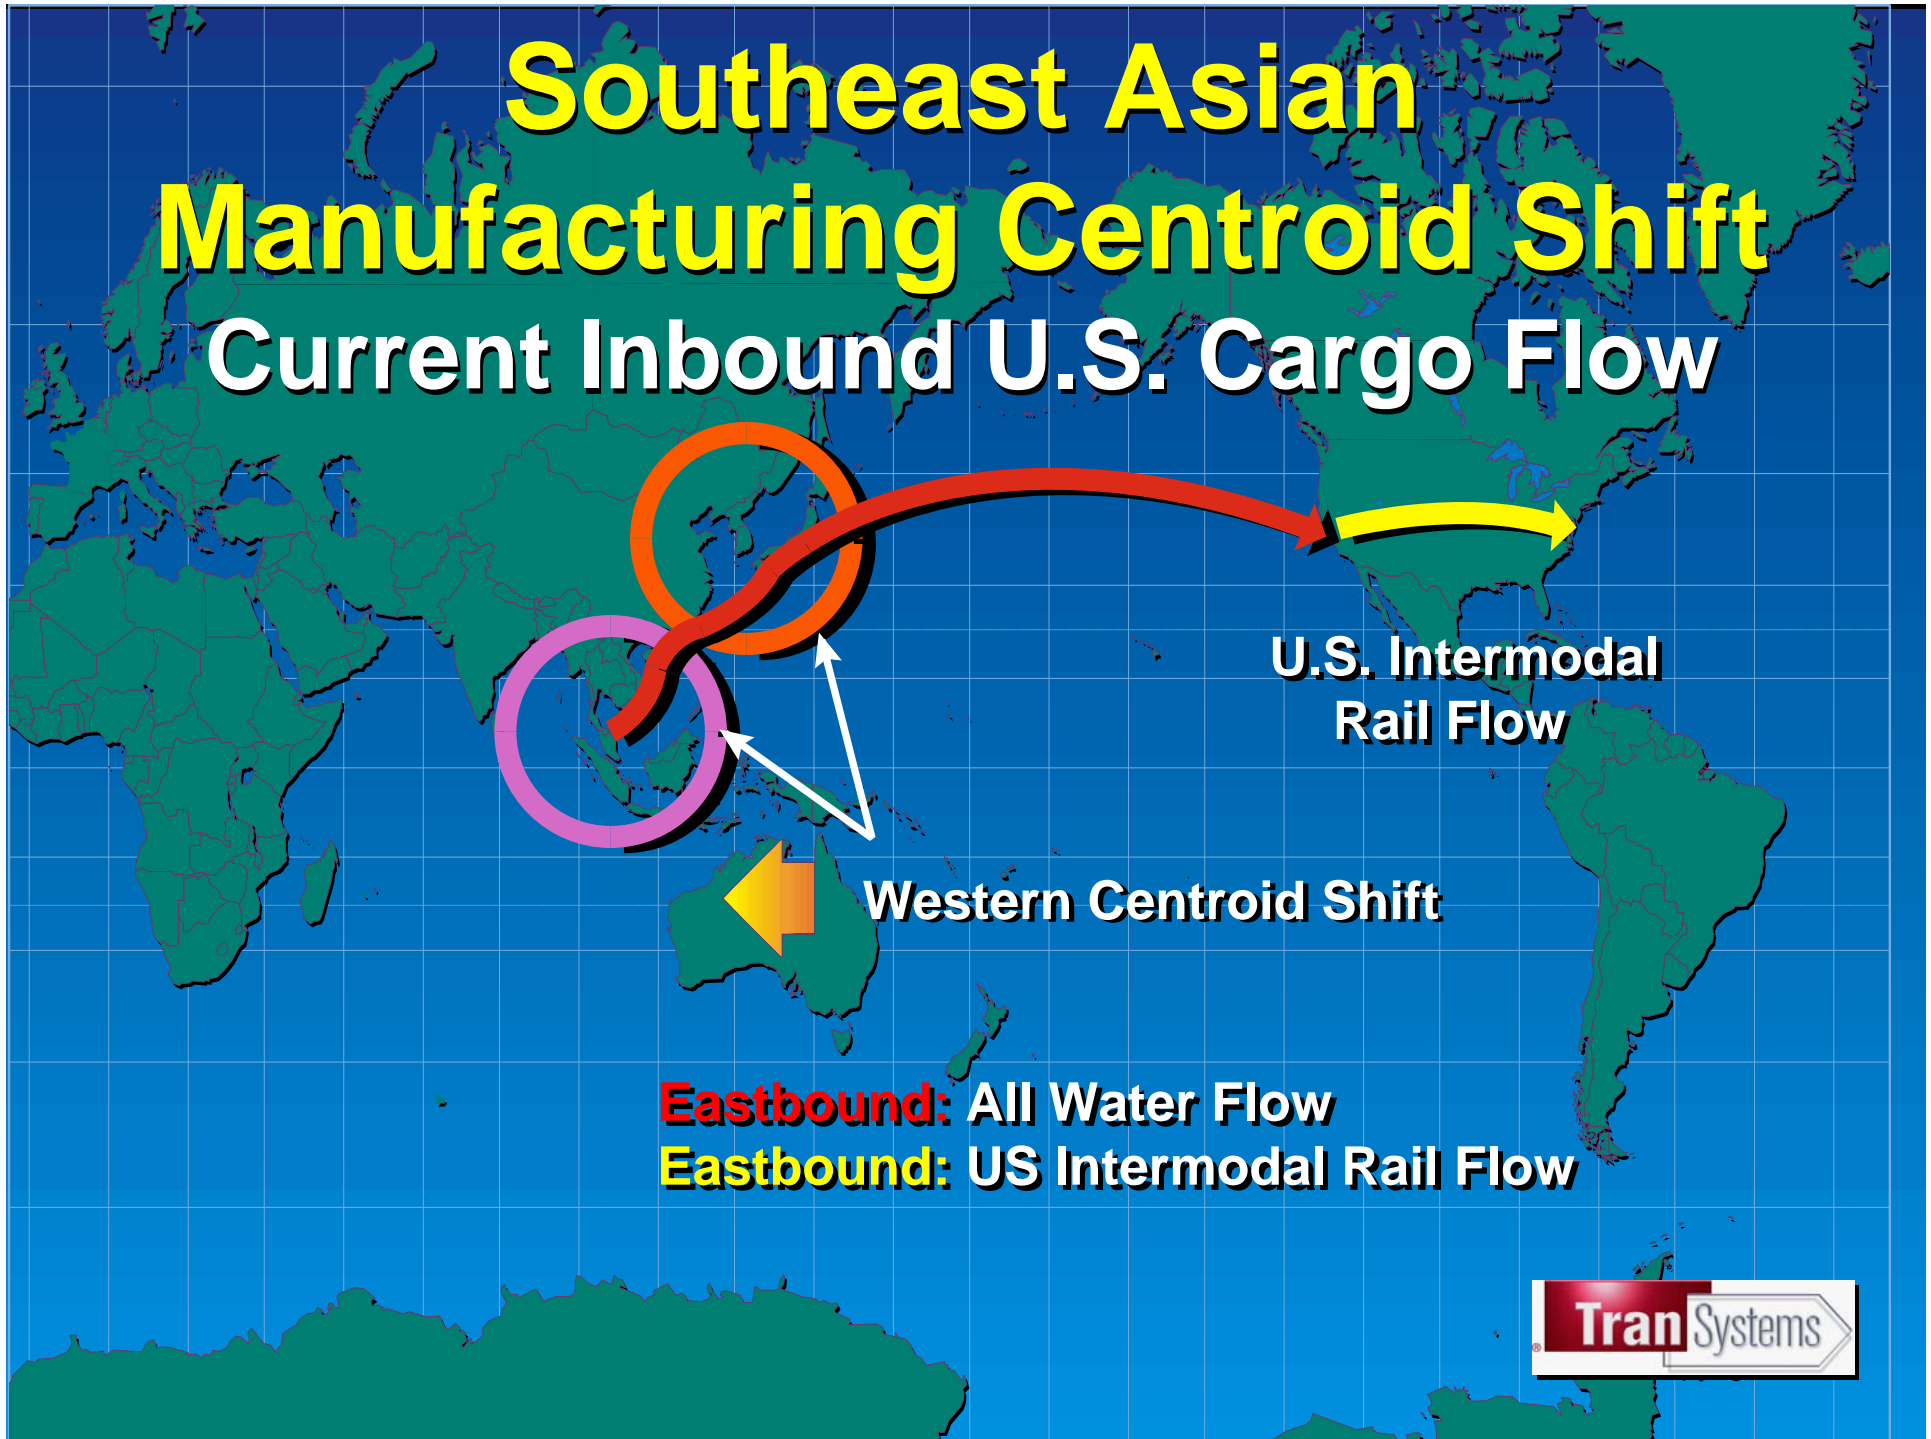 Southeast Asian
Manufacturing Centroid Shift
Current Inbound U.S. Cargo Flow
U.S. Intermodal
Rail Flow
Western Centroid Shift
Eastbound: All Water Flow
Eastbound: US Intermodal Rail Flow
TranSystems
®